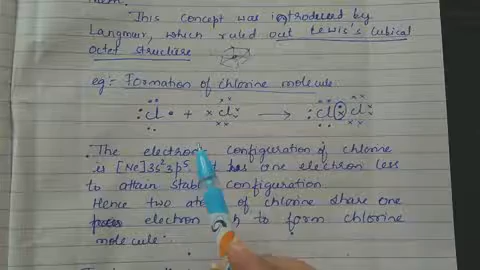 This concept was introduced by
Langmur, which ruled out Lewis's Cubical
Octet structure
eg:- Formation of chlorine molecule
Cl + Cl → Cl Cl
The electronic configuration of chlorine
is [Ne]3s²3p⁵. It has one electron less
to attain stable configuration
Hence two at of chlorine share one
electron to form chlorine
molecule.